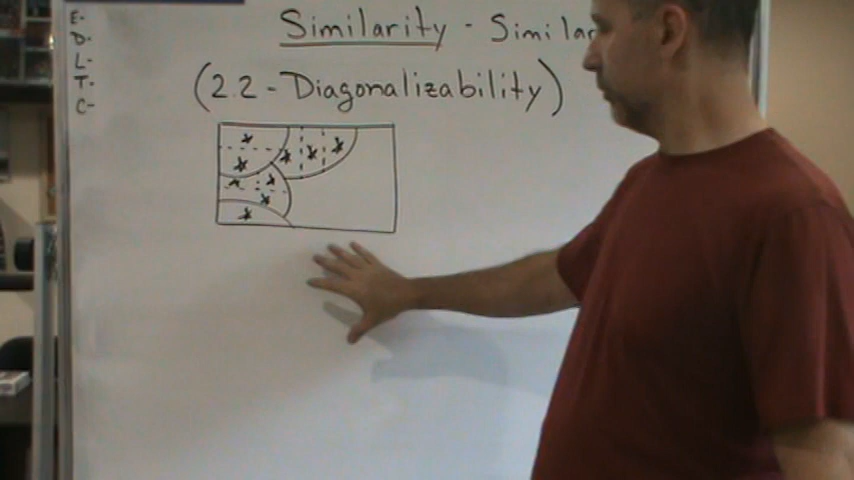 E-
D-
L-
T-
C-
Similarity - Similar
(2.2 - Diagonalizability)